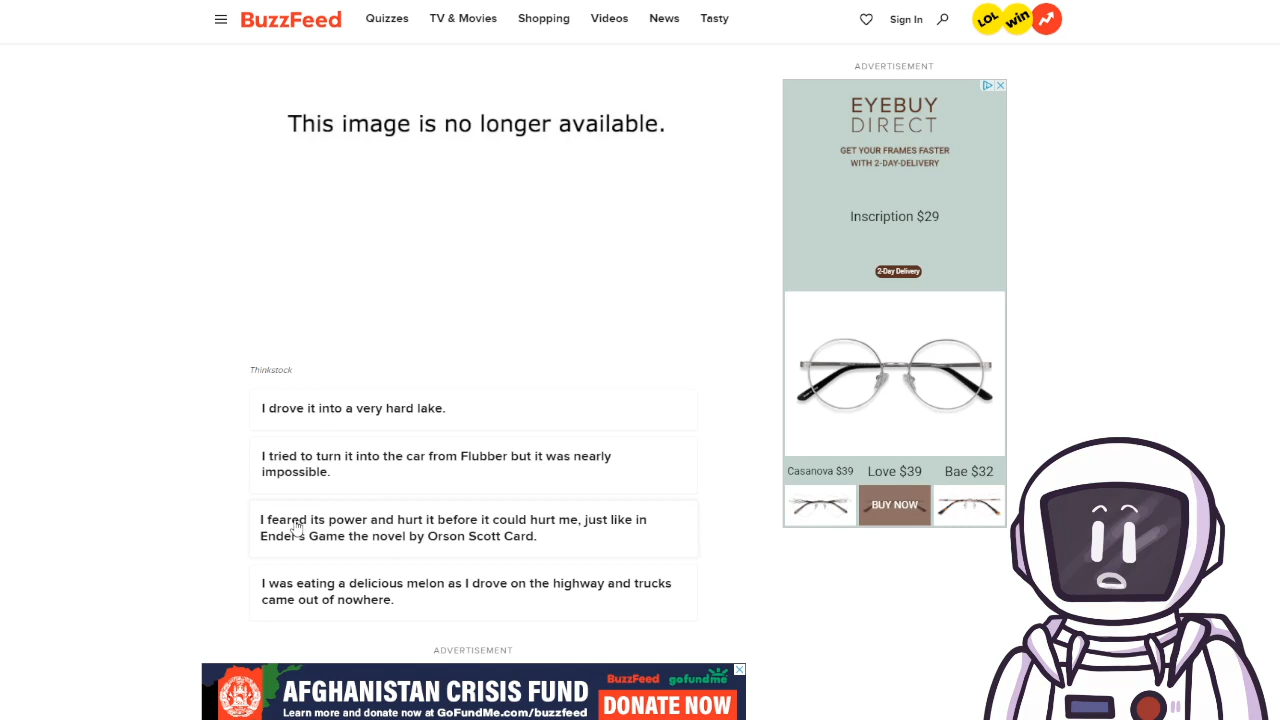 BuzzFeed
Quizzes
TV & Movies
Shopping
Videos
News
Tasty
Sign In
LOL
win
ADVERTISEMENT
This image is no longer available.
EYEBUY
DIRECT
GET YOUR FRAMES FASTER
WITH 2-DAY-DELIVERY
Inscription $29
2-Day Delivery
Casanova $39
Love $39
Bae $32
BUY NOW
Thinkstock
I drove it into a very hard lake.
I tried to turn it into the car from Flubber but it was nearly
impossible.
I feared its power and hurt it before it could hurt me, just like in
Ender's Game the novel by Orson Scott Card.
I was eating a delicious melon as I drove on the highway and trucks
came out of nowhere.
ADVERTISEMENT
AFGHANISTAN CRISIS FUND
Learn more and donate now at GoFundMe.com/buzzfeed
BuzzFeed
gofundme
DONATE NOW